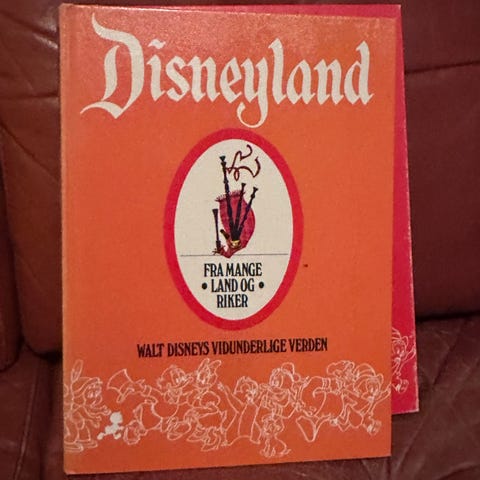 Disneyland
FRA MANGE
• LAND OG •
RIKER
WALT DISNEYS VIDUNDERLIGE VERDEN